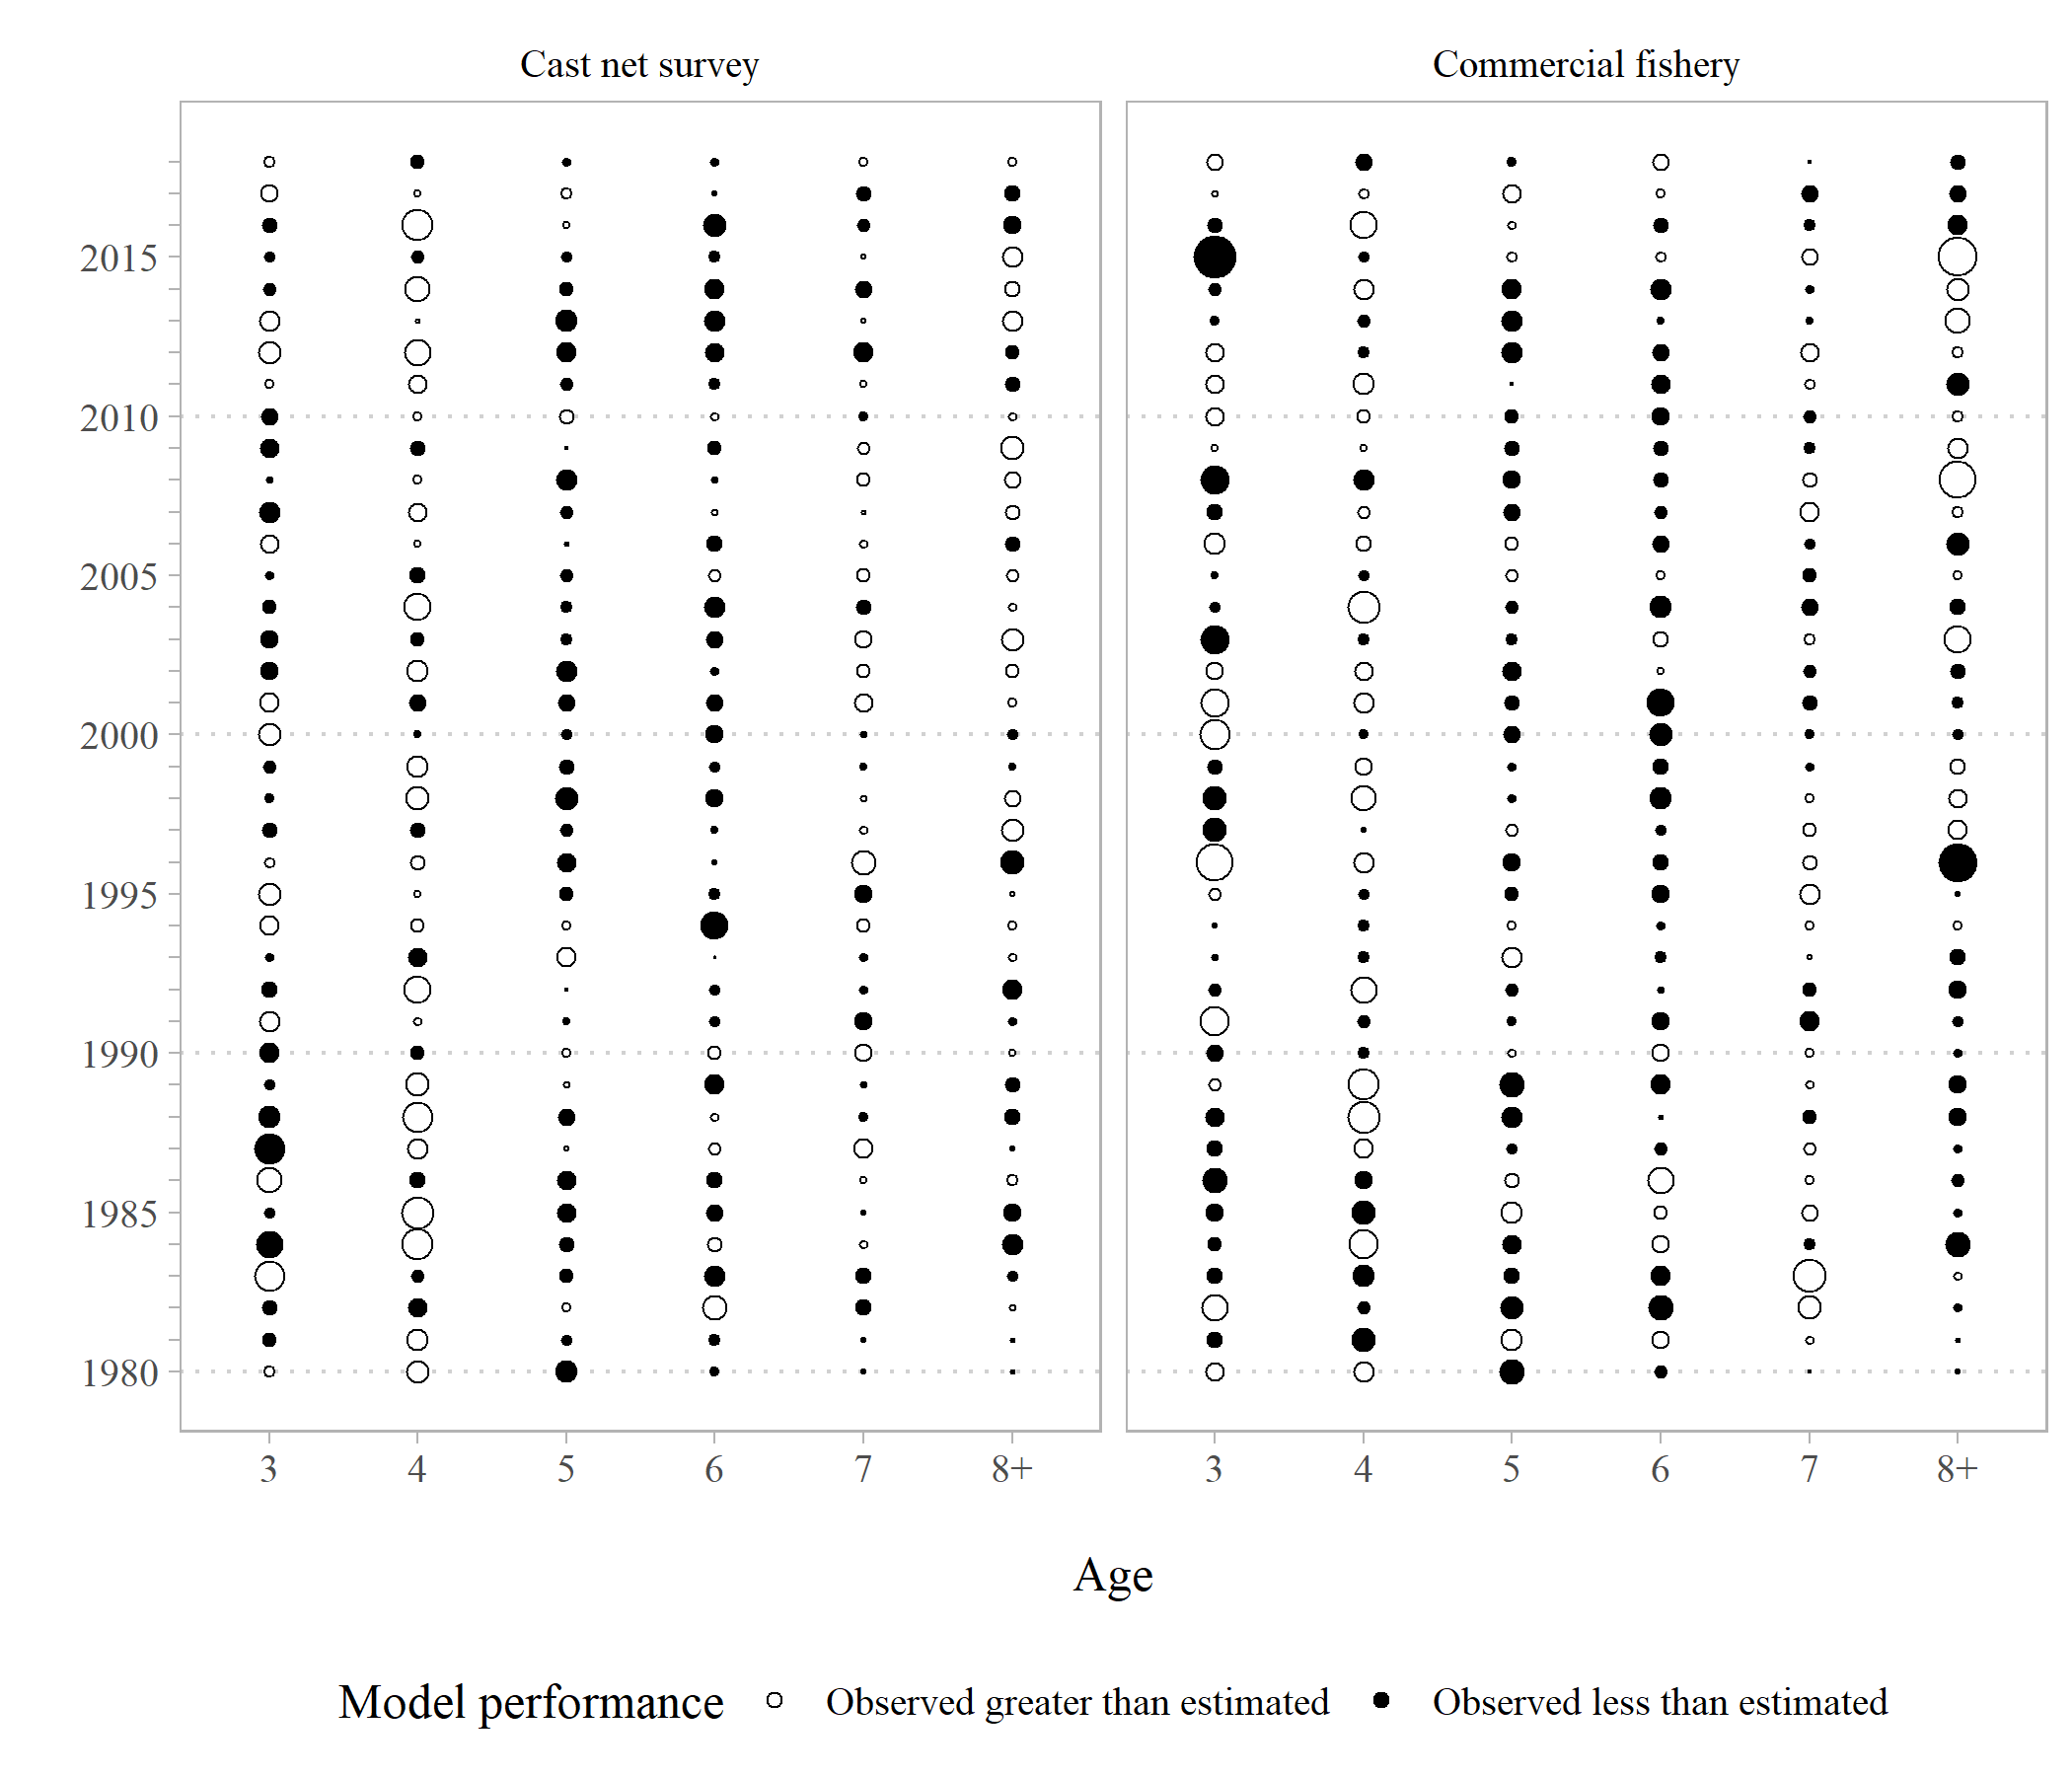 Cast net survey Commercial fishery
2015
2010
2005
2000
1995
1990
1985
1980
3 4 5 6 7 8+ 3 4 5 6 7 8+
Age
Model performance Observed greater than estimated Observed less than estimated